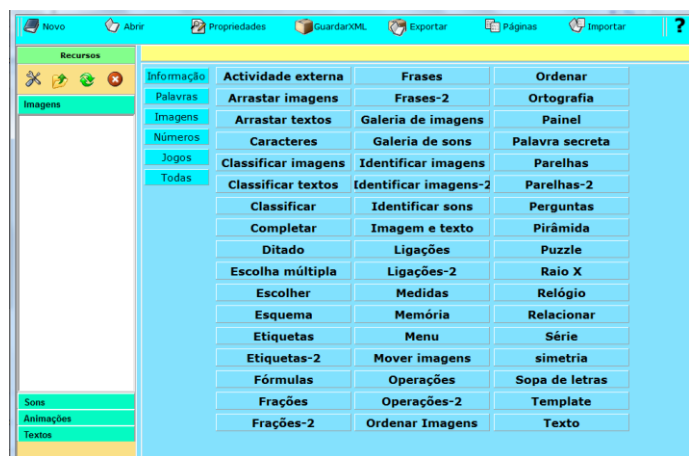 Novo Abrir Propriedades GuardarXML Exportar Páginas Importar ?
Recursos
Imagens
Sons
Animações
Textos
Informação
Palavras
Imagens
Números
Jogos
Todas
Actividade externa Frases Ordenar
Arrastar imagens Frases-2 Ortografia
Arrastar textos Galeria de imagens Painel
Caracteres Galeria de sons Palavra secreta
Classificar imagens Identificar imagens Parelhas
Classificar textos Identificar imagens-2 Parelhas-2
Classificar Identificar sons Perguntas
Completar Imagem e texto Pirâmida
Ditado Ligações Puzzle
Escolha múltipla Ligações-2 Raio X
Escolher Medidas Relógio
Esquema Memória Relacionar
Etiquetas Menu Série
Etiquetas-2 Mover imagens simetria
Fórmulas Operações Sopa de letras
Frações Operações-2 Template
Frações-2 Ordenar Imagens Texto